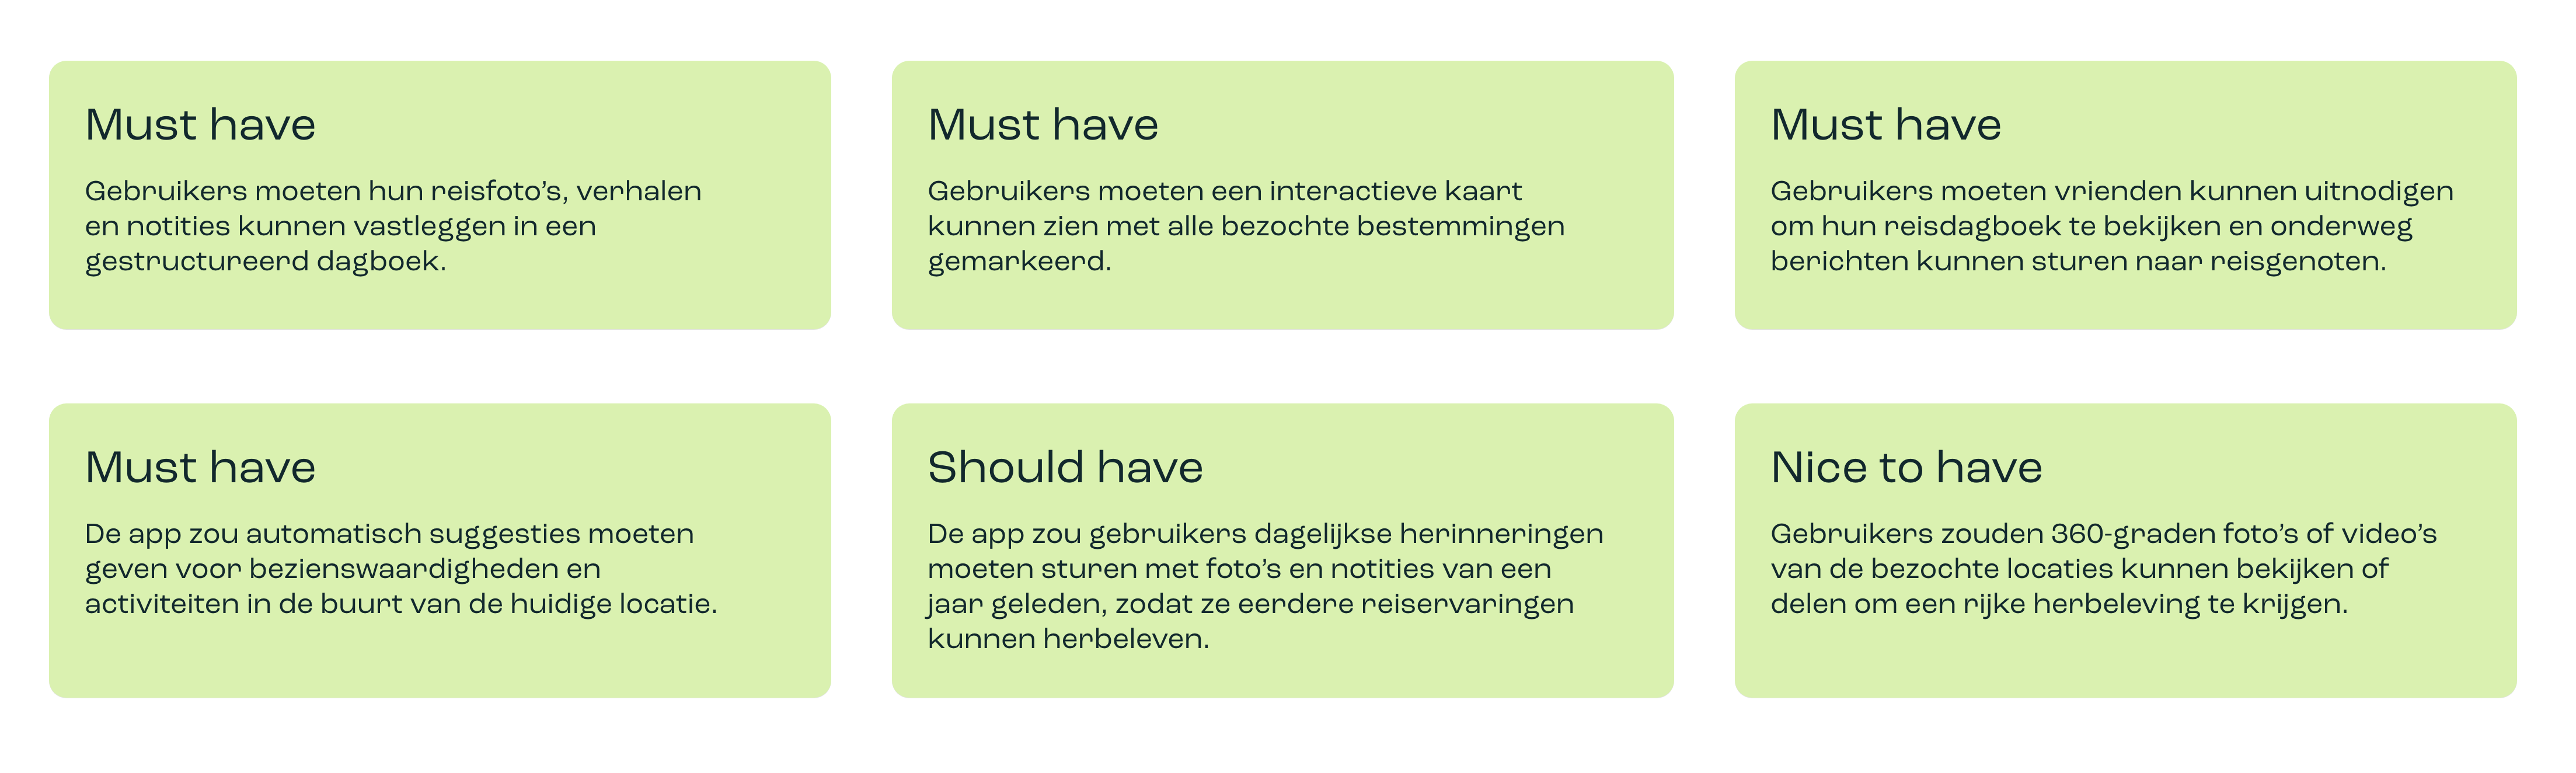 Must have
Gebruikers moeten hun reisfoto’s, verhalen
en notities kunnen vastleggen in een
gestructureerd dagboek.
Must have
Gebruikers moeten een interactieve kaart
kunnen zien met alle bezochte bestemmingen
gemarkeerd.
Must have
Gebruikers moeten vrienden kunnen uitnodigen
om hun reisdagboek te bekijken en onderweg
berichten kunnen sturen naar reisgenoten.
Must have
De app zou automatisch suggesties moeten
geven voor bezienswaardigheden en
activiteiten in de buurt van de huidige locatie.
Should have
De app zou gebruikers dagelijkse herinneringen
moeten sturen met foto’s en notities van een
jaar geleden, zodat ze eerdere reiservaringen
kunnen herbeleven.
Nice to have
Gebruikers zouden 360-graden foto’s of video’s
van de bezochte locaties kunnen bekijken of
delen om een rijke herbeleving te krijgen.